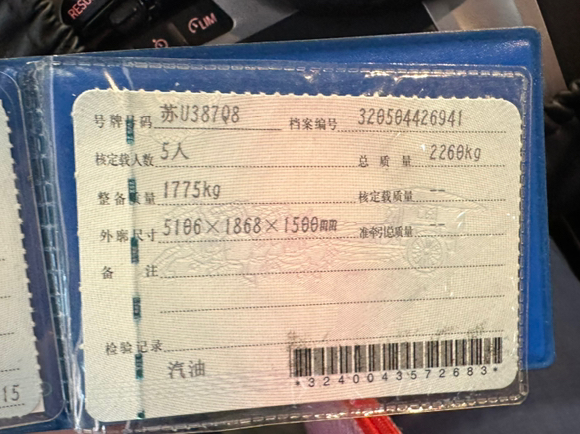 RES
LIM
号牌号码 苏U387Q8 档案编号 320504426941
核定载人数 5人 总质量 2260kg
整备质量 1775kg 核定载质量 --
外廓尺寸 5106×1868×1500mm 准牵引总质量 --
备注
检验记录
汽油
*3240043572683*
15